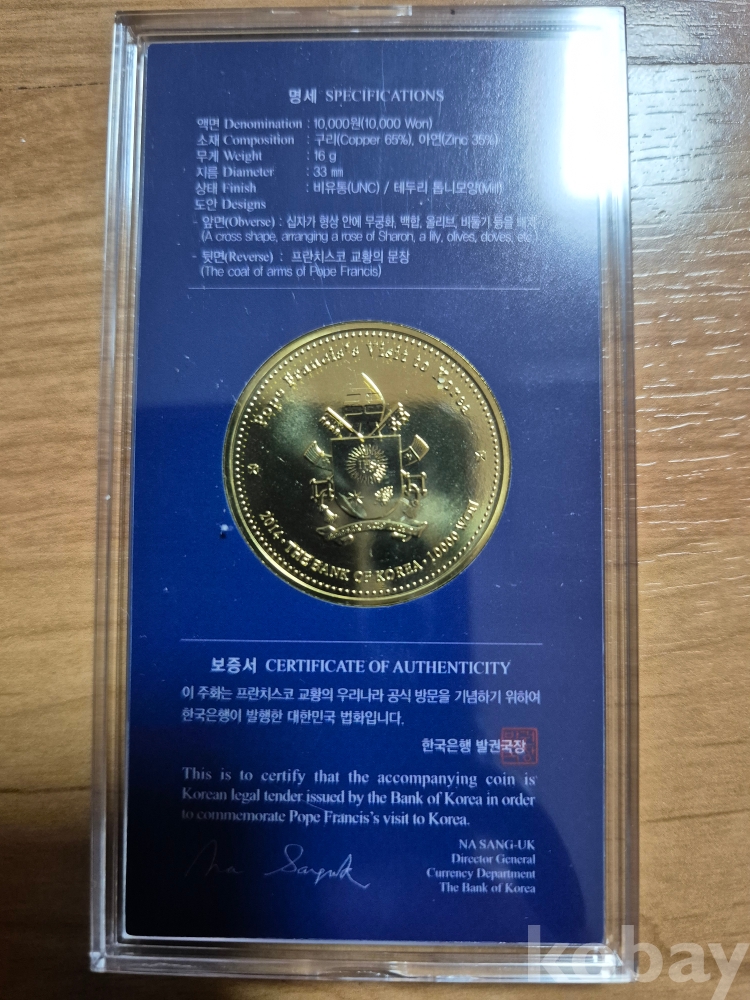 명세 SPECIFICATIONS
액면 Denomination : 10,000원(10,000 Won)
소재 Composition : 구리(Copper 65%), 아연(Zinc 35%)
무게 Weight : 16 g
지름 Diameter : 33 ㎜
상태 Finish : 비유통(UNC) / 테두리 톱니모양(Mill)
도안 Designs
- 앞면(Obverse) : 십자가 형상 안에 무궁화, 백합, 올리브, 비둘기 등을 배치
(A cross shape, arranging a rose of Sharon, a lily, olives, doves, etc.)
- 뒷면(Reverse) : 프란치스코 교황의 문장
(The coat of arms of Pope Francis)
Pope Francis's Visit to Korea
2014 · THE BANK OF KOREA · 10000 WON
보증서 CERTIFICATE OF AUTHENTICITY
이 주화는 프란치스코 교황의 우리나라 공식 방문을 기념하기 위하여
한국은행이 발행한 대한민국 법화입니다.
한국은행 발권국장
This is to certify that the accompanying coin is
Korean legal tender issued by the Bank of Korea in order
to commemorate Pope Francis's visit to Korea.
Na Sanguk
NA SANG-UK
Director General
Currency Department
The Bank of Korea
kobay